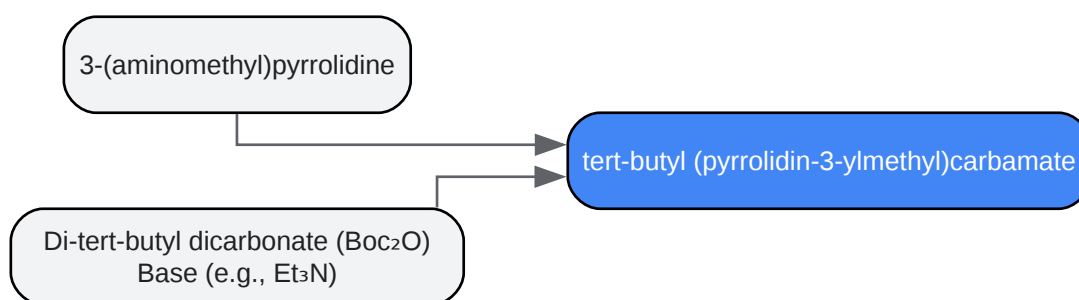 3-(aminomethyl)pyrrolidine
tert-butyl (pyrrolidin-3-ylmethyl)carbamate
Di-tert-butyl dicarbonate (Boc₂O)
Base (e.g., Et₃N)